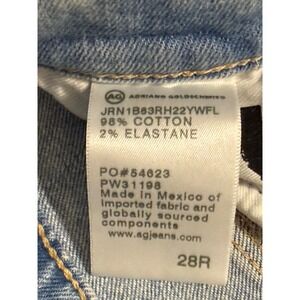 AG ADRIANO GOLDSCHMIED
JRN1B63RH22YWFL
98% COTTON
2% ELASTANE
PO#54623
PW31198
Made in Mexico of
imported fabric and
globally sourced
components
www.agjeans.com
28R